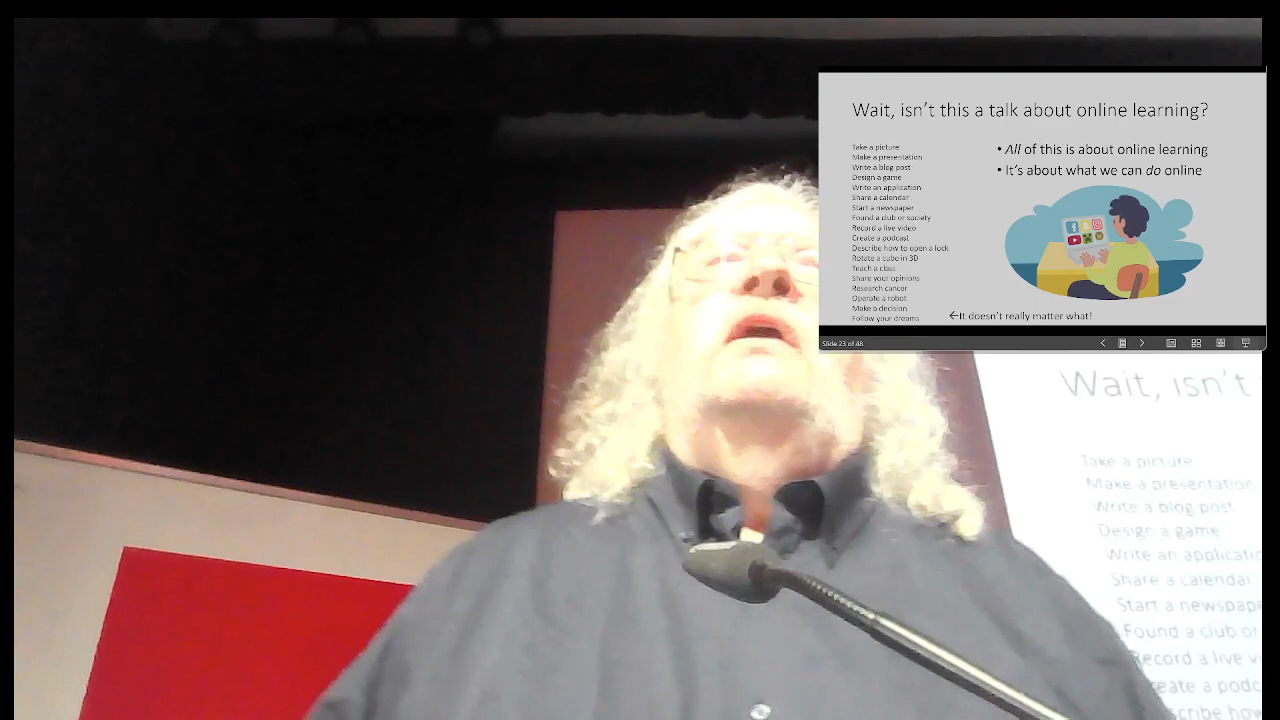 Wait, isn't this a talk about online learning?
Take a picture
Make a presentation
Write a blog post
Design a game
Write an application
Share a calendar
Start a newspaper
Found a club or society
Record a live video
Create a podcast
Describe how to open a lock
Rotate a cube in 3D
Teach a class
Share your opinions
Research cancer
Operate a robot
Make a decision
Follow your dreams
• All of this is about online learning
• It's about what we can do online
←It doesn't really matter what!
Slide 23 of 48
Wait, isn't
Take a picture
Make a presentation
Write a blog post
Design a game
Write an applicatio
Share a calendar
Start a newspape
Found a club or
Record a live vi
eate a podc
scribe how